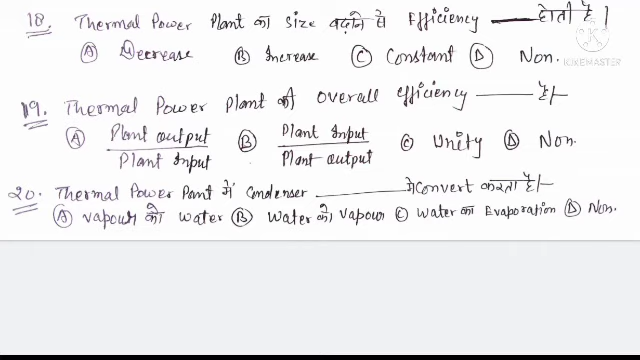 18. Thermal Power Plant का Size बढ़ाने से Efficiency ——— होती है।
Ⓐ Decrease Ⓑ Increase Ⓒ Constant Ⓓ Non.
KINEMASTER
19. Thermal Power Plant की Overall efficiency ——— है।
Ⓐ Plant output / Plant Input Ⓑ Plant Input / Plant output Ⓒ Unity Ⓓ Non.
20. Thermal Power Plant में Condenser ——— में Convert करता है।
Ⓐ Vapour को Water Ⓑ Water को Vapour Ⓒ Water का Evaporation Ⓓ Non.